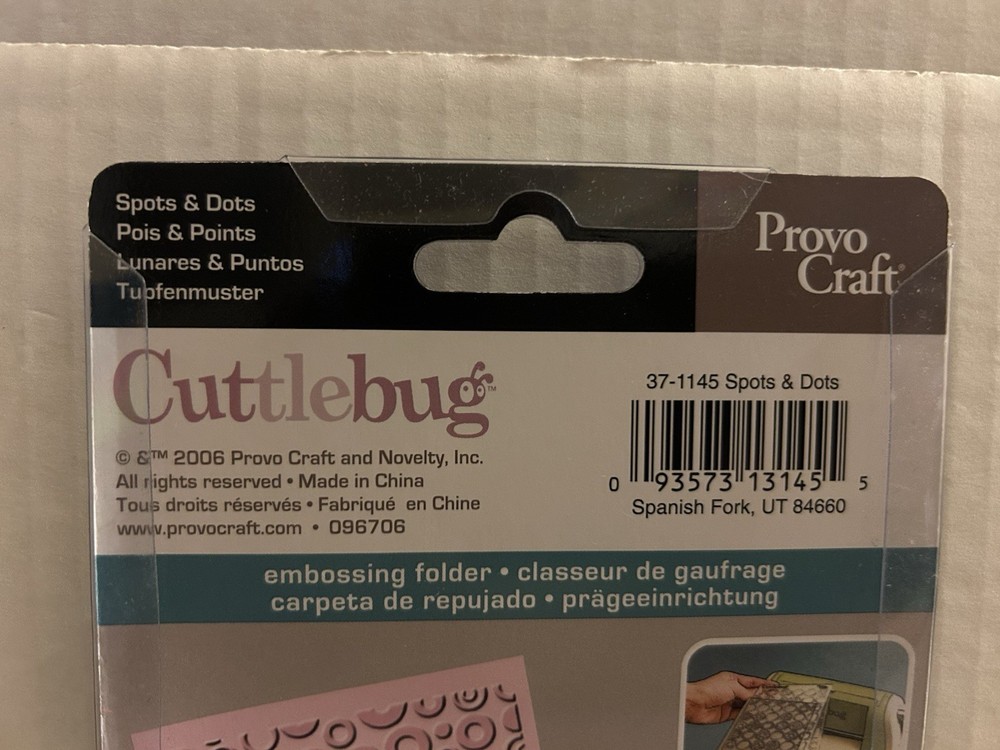 Spots & Dots
Pois & Points
Lunares & Puntos
Tupfenmuster
Provo
Craft®
Cuttlebug™
© &™ 2006 Provo Craft and Novelty, Inc.
All rights reserved • Made in China
Tous droits réservés • Fabriqué en Chine
www.provocraft.com • 096706
37-1145 Spots & Dots
0 93573 13145 5
Spanish Fork, UT 84660
embossing folder • classeur de gaufrage
carpeta de repujado • prägeeinrichtung